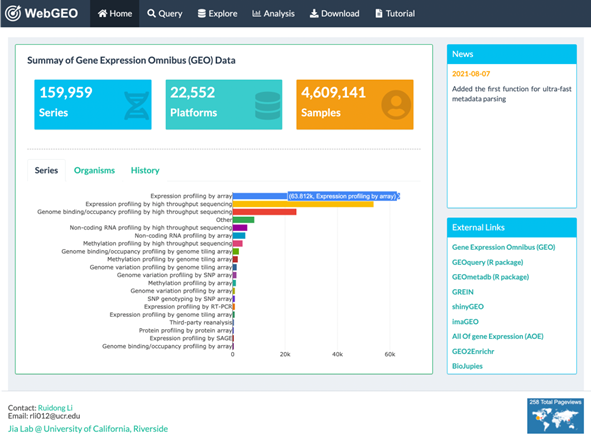 WebGEO
Home
Query
Explore
Analysis
Download
Tutorial
Summay of Gene Expression Omnibus (GEO) Data
159,959
Series
22,552
Platforms
4,609,141
Samples
Series
Organisms
History
Expression profiling by array
(63.812k, Expression profiling by array)
Expression profiling by high throughput sequencing
Genome binding/occupancy profiling by high throughput sequencing
Other
Non-coding RNA profiling by high throughput sequencing
Non-coding RNA profiling by array
Methylation profiling by high throughput sequencing
Genome binding/occupancy profiling by genome tiling array
Methylation profiling by genome tiling array
Genome variation profiling by genome tiling array
Genome variation profiling by SNP array
Methylation profiling by array
Genome variation profiling by array
SNP genotyping by SNP array
Expression profiling by RT-PCR
Expression profiling by genome tiling array
Third-party reanalysis
Protein profiling by protein array
Expression profiling by SAGE
Genome binding/occupancy profiling by array
0 20k 40k 60k
News
2021-08-07
Added the first function for ultra-fast
metadata parsing
External Links
Gene Expression Omnibus (GEO)
GEOquery (R package)
GEOmetadb (R package)
GREIN
shinyGEO
imaGEO
All Of gene Expression (AOE)
GEO2Enrichr
BioJupies
Contact: Ruidong Li
Email: rli012@ucr.edu
Jia Lab @ University of California, Riverside
258 Total Pageviews